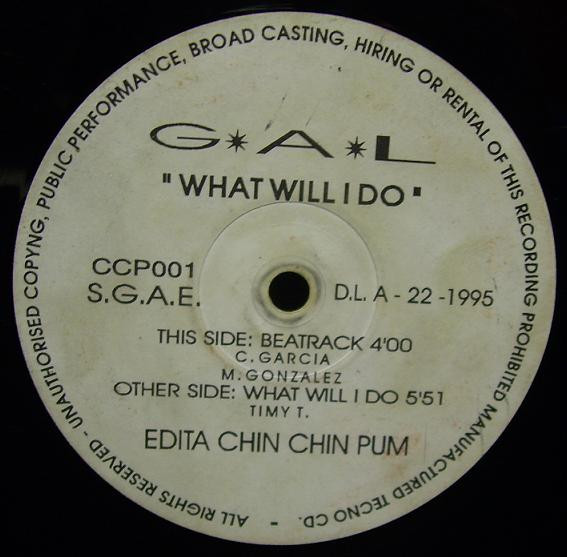 G*A*L
"WHAT WILL I DO"
CCP001
S.G.A.E.
D.L. A - 22 -1995
THIS SIDE: BEATRACK 4'00
C. GARCIA
M. GONZALEZ
OTHER SIDE: WHAT WILL I DO 5'51
TIMY T.
EDITA CHIN CHIN PUM
ALL RIGHTS RESERVED - UNAUTHORISED COPYNG, PUBLIC PERFORMANCE, BROAD CASTING, HIRING OR RENTAL OF THIS RECORDING PROHIBITED MANUFACTURED TECNO CD. -